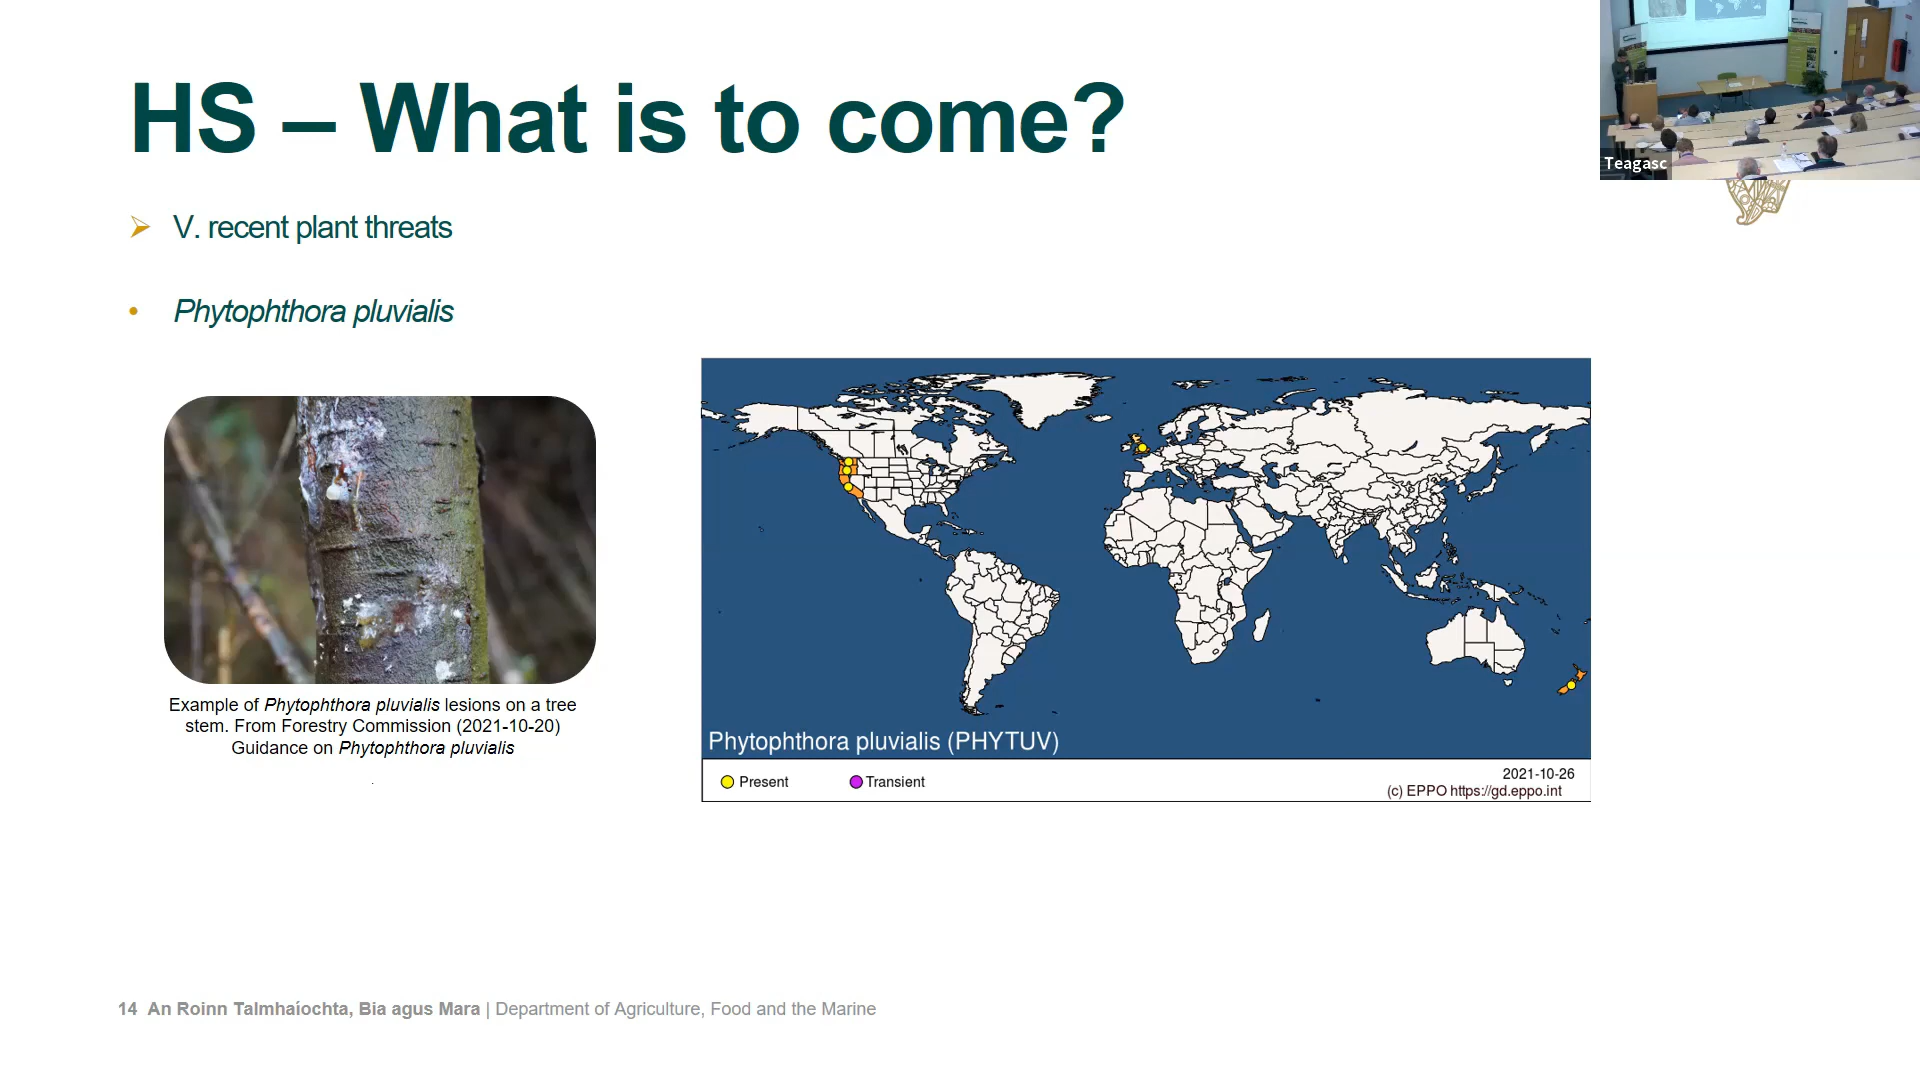 HS – What is to come?
Teagasc
V. recent plant threats
Phytophthora pluvialis
Example of Phytophthora pluvialis lesions on a tree
stem. From Forestry Commission (2021-10-20)
Guidance on Phytophthora pluvialis
.
Phytophthora pluvialis (PHYTUV)
Present
Transient
2021-10-26
(c) EPPO https://gd.eppo.int
14 An Roinn Talmhaíochta, Bia agus Mara | Department of Agriculture, Food and the Marine